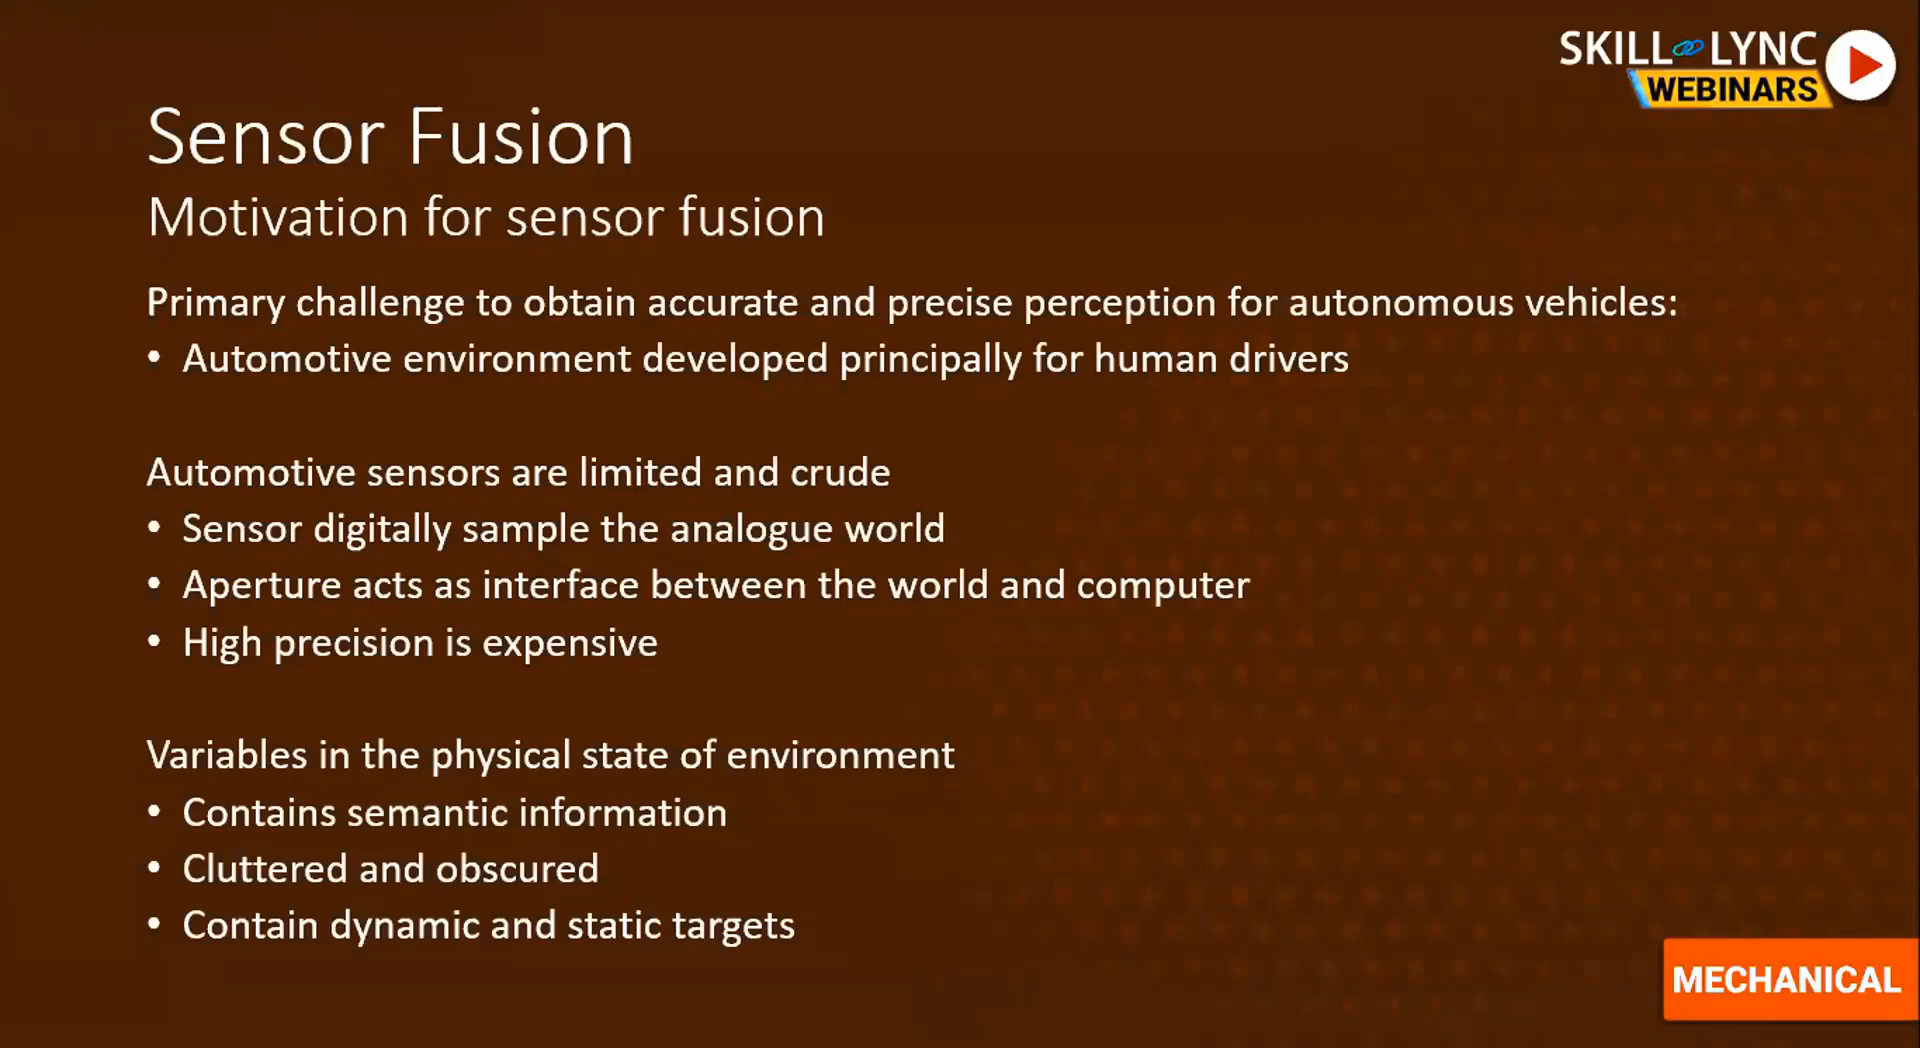 SKILL LYNC
WEBINARS
Sensor Fusion
Motivation for sensor fusion
Primary challenge to obtain accurate and precise perception for autonomous vehicles:
• Automotive environment developed principally for human drivers
Automotive sensors are limited and crude
• Sensor digitally sample the analogue world
• Aperture acts as interface between the world and computer
• High precision is expensive
Variables in the physical state of environment
• Contains semantic information
• Cluttered and obscured
• Contain dynamic and static targets
MECHANICAL